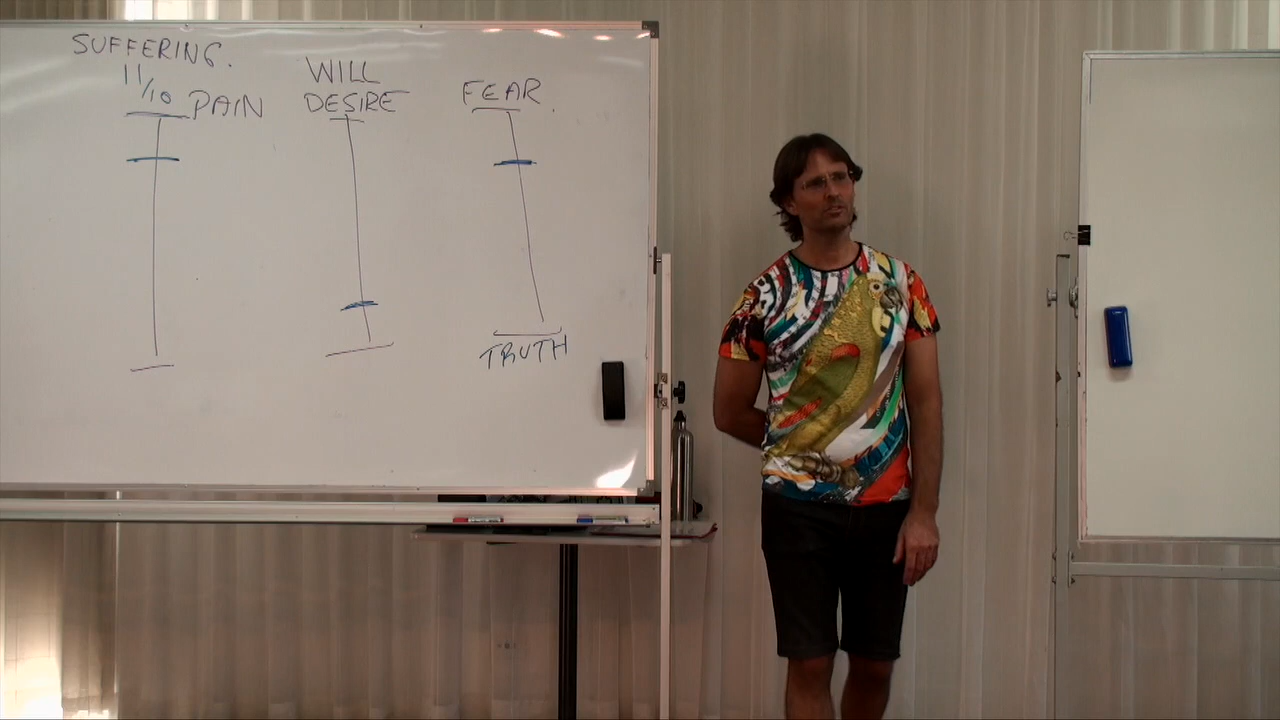 SUFFERING.
11/10 PAIN
WILL
DESIRE
FEAR.
TRUTH